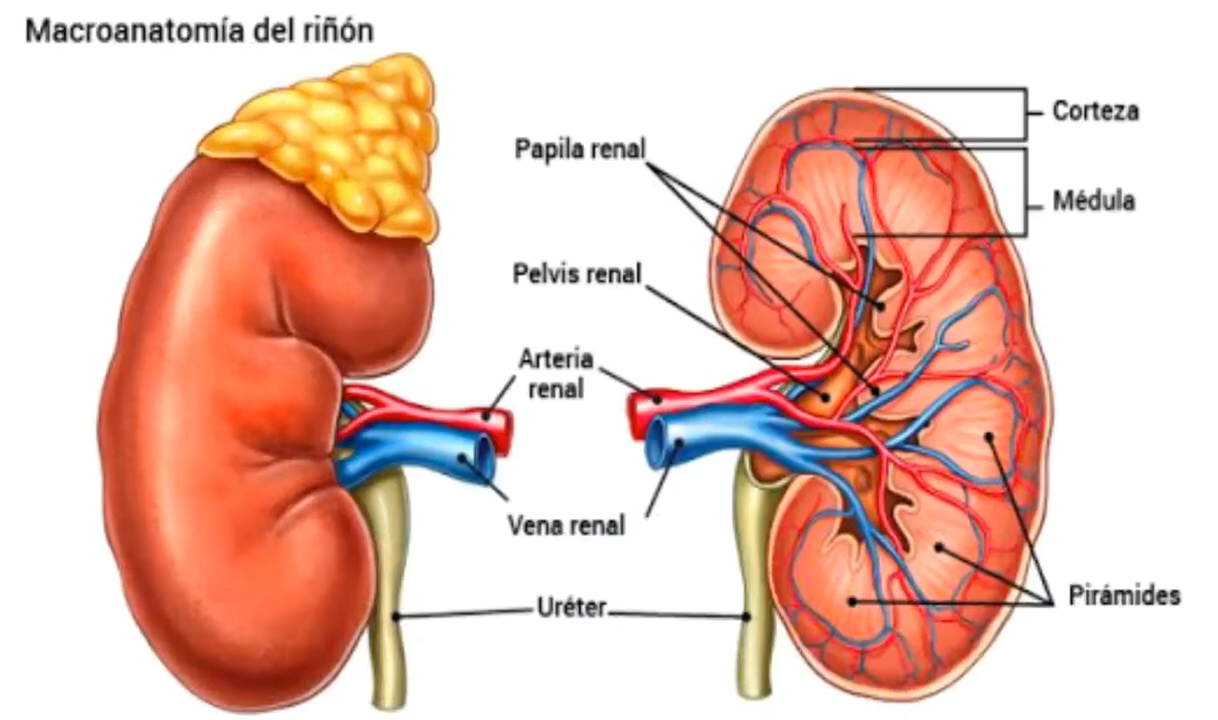 Macroanatomía del riñón
Corteza
Papila renal
Médula
Pelvis renal
Arteria
renal
Vena renal
Uréter
Pirámides